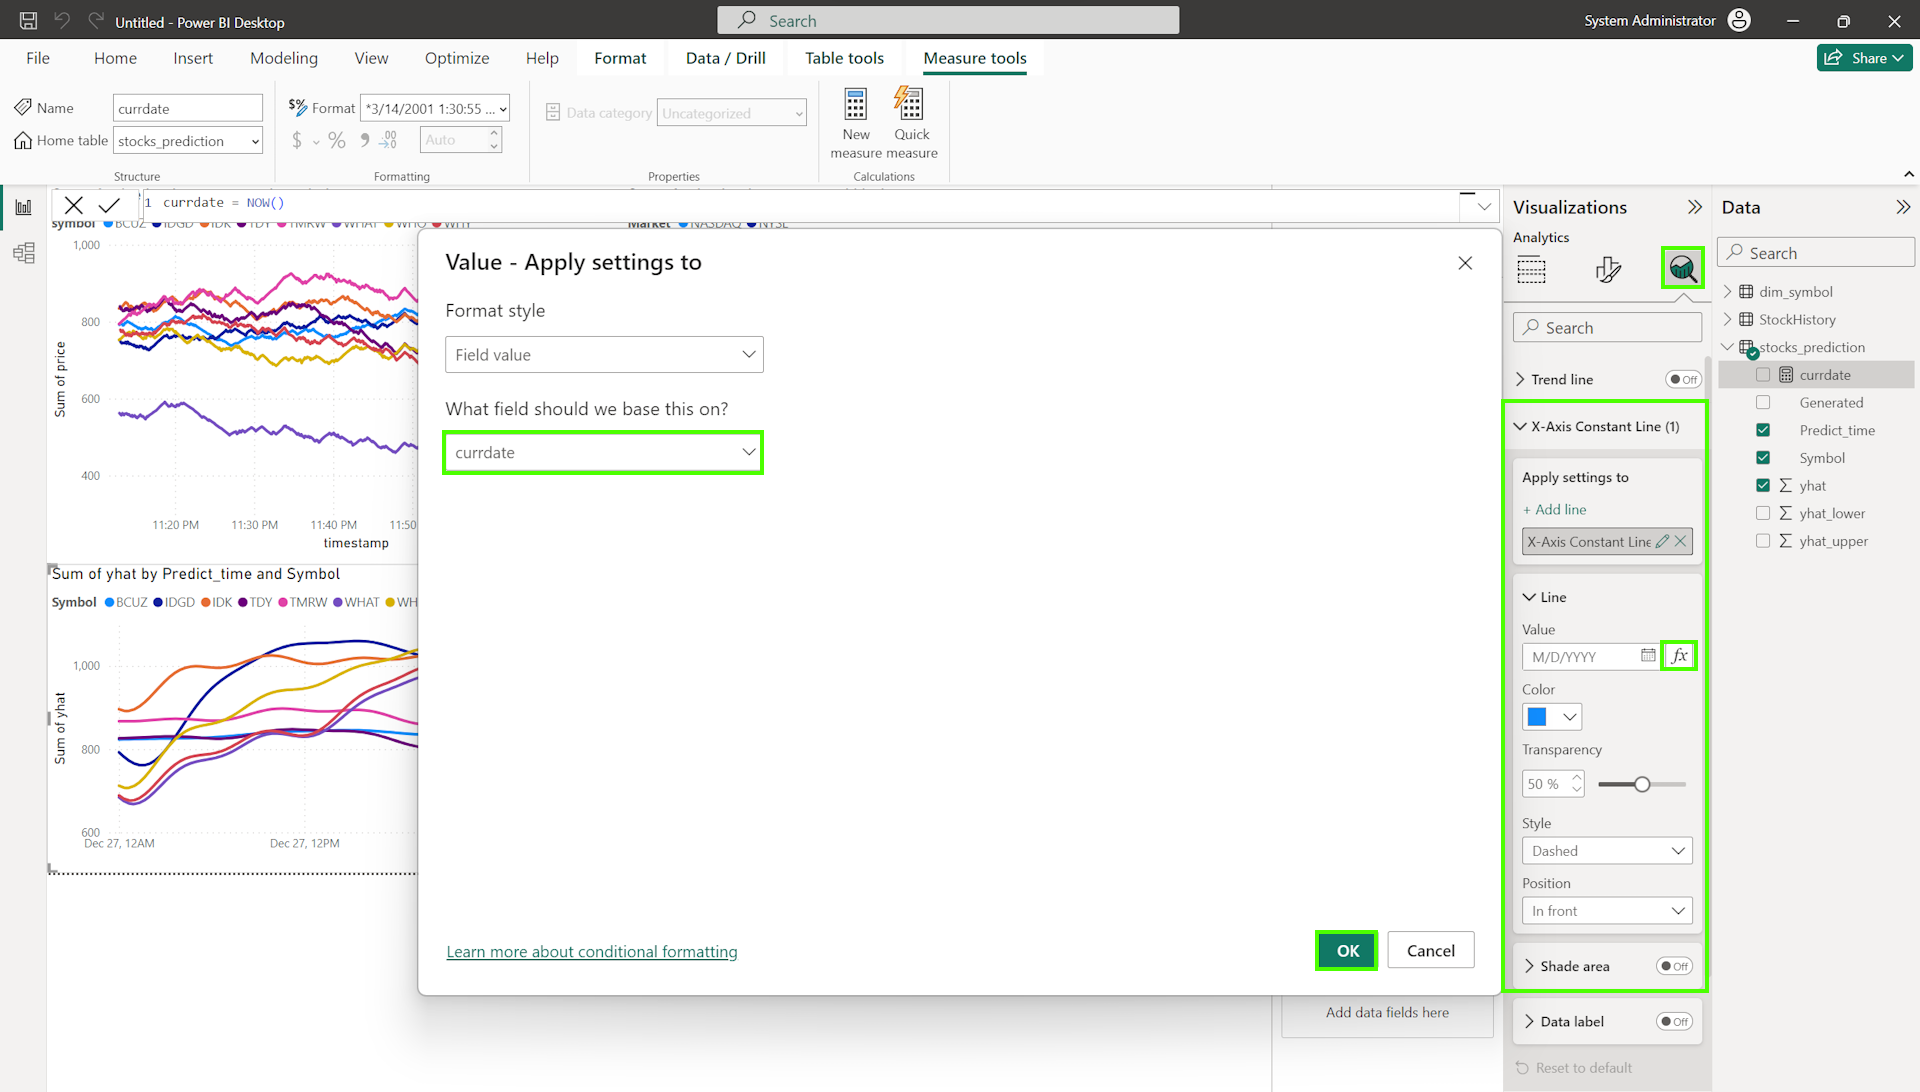 Untitled - Power BI Desktop
Search
System Administrator
File
Home
Insert
Modeling
View
Optimize
Help
Format
Data / Drill
Table tools
Measure tools
Share
Name
currdate
Home table
stocks_prediction
Structure
$% Format
*3/14/2001 1:30:55 ...
$ % 9 .00
Auto
Formatting
Data category
Uncategorized
Properties
New
measure
Quick
measure
Calculations
1 currdate = NOW()
Symbol BCUZ IDGD IDK TDY TMRW WHAT WHO WHY
Market NASDAQ NYSE
1,000
800
600
400
Sum of price
11:20 PM
11:30 PM
11:40 PM
11:50
timestamp
Sum of yhat by Predict_time and Symbol
Symbol BCUZ IDGD IDK TDY TMRW WHAT WH
1,000
800
600
Sum of yhat
Dec 27, 12AM
Dec 27, 12PM
Value - Apply settings to
Format style
Field value
What field should we base this on?
currdate
Learn more about conditional formatting
OK
Cancel
Add data fields here
Visualizations
Analytics
Search
Trend line
Off
X-Axis Constant Line (1)
Apply settings to
+ Add line
X-Axis Constant Line
Line
Value
M/D/YYYY
fx
Color
Transparency
50 %
Style
Dashed
Position
In front
Shade area
Off
Data label
Off
Reset to default
Data
Search
dim_symbol
StockHistory
stocks_prediction
currdate
Generated
Predict_time
Symbol
yhat
yhat_lower
yhat_upper